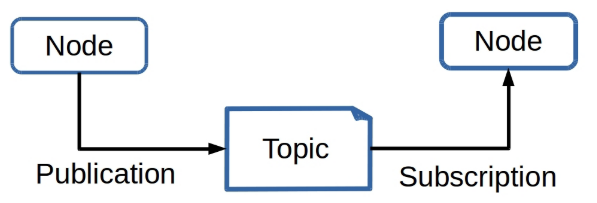 Node
Node
Topic
Publication
Subscription